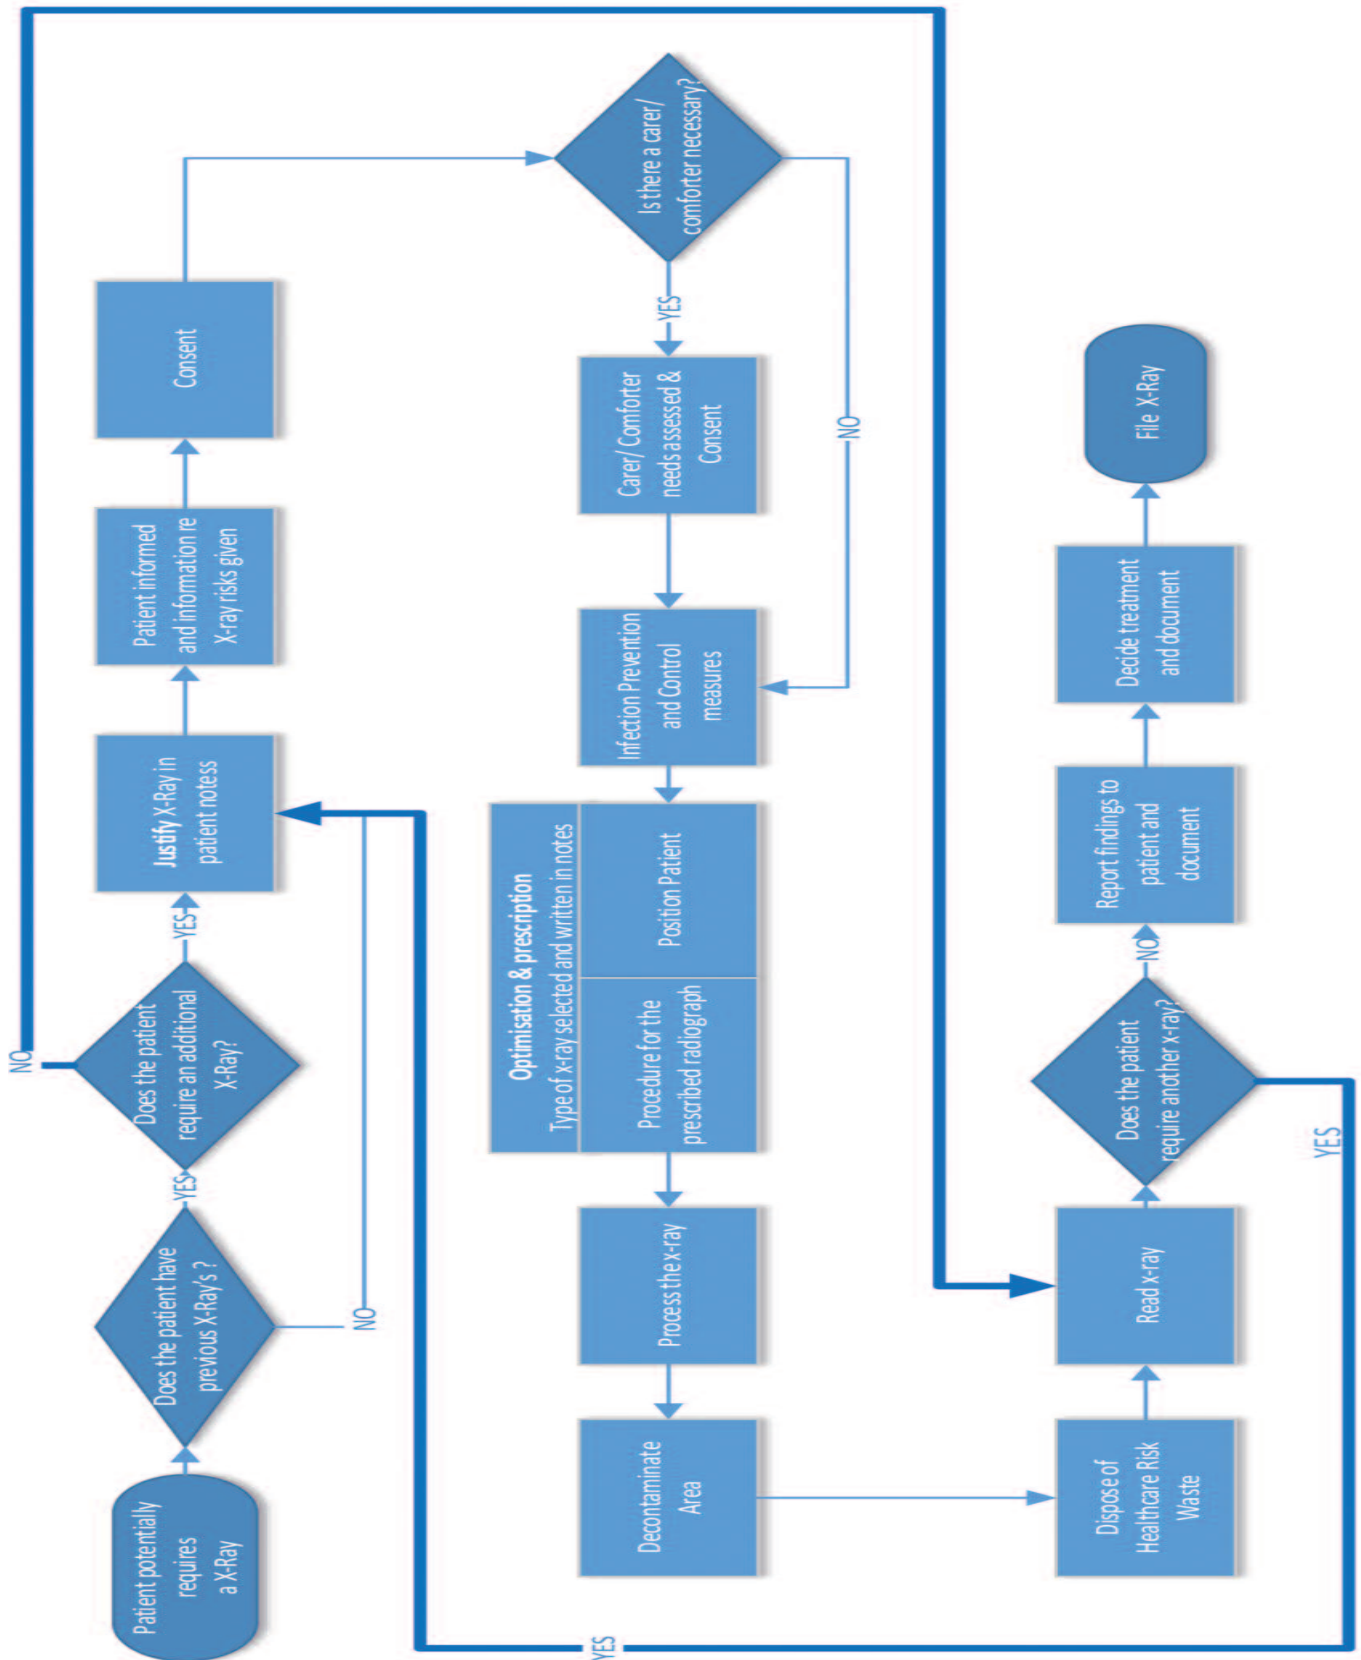 Patient potentially
requires
a X-Ray
Does the patient have
previous X-Ray's ?
YES
NO
Does the patient
require an additional
X-Ray?
NO
YES
Justify X-Ray in
patient notess
Patient informed
and information re
X-ray risks given
Consent
Is there a carer/
comforter necessary?
YES
NO
Carer/ Comforter
needs assessed &
Consent
Infection Prevention
and Control
measures
Optimisation & prescription
Type of x-ray selected and written in notes
Position Patient
Procedure for the
prescribed radiograph
Process the x-ray
Decontaminate
Area
Dispose of
Healthcare Risk
Waste
Read x-ray
Does the patient
require another x-ray?
YES
YES
NO
Report findings to
patient and
document
Decide treatment
and document
File X-Ray